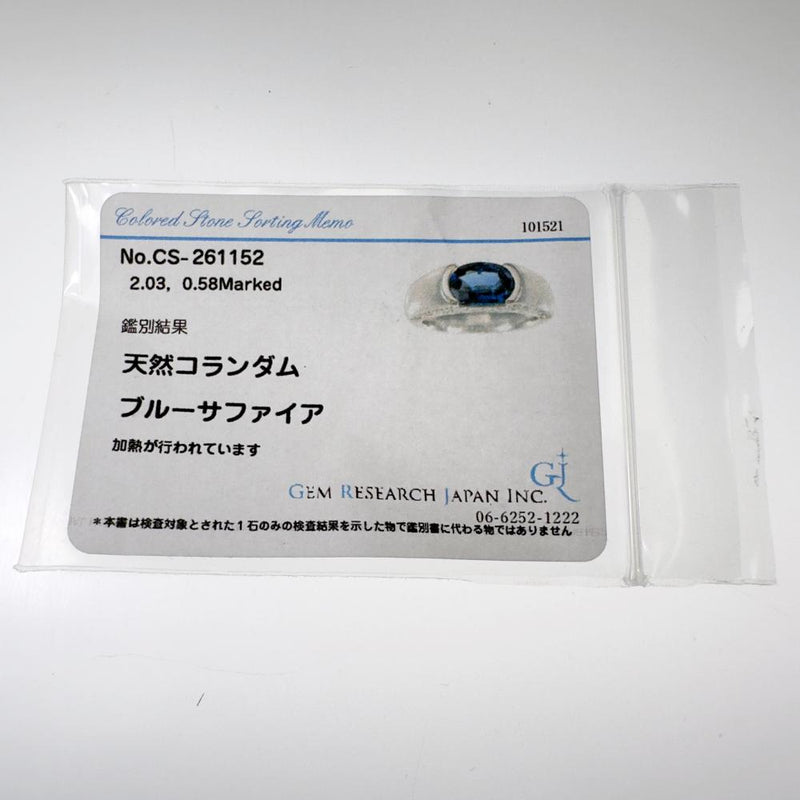 Colored Stone Sorting Memo
101521
No.CS-261152
2.03, 0.58Marked
鑑別結果
天然コランダム
ブルーサファイア
加熱が行われています
GJ
GEM RESEARCH JAPAN INC.
06-6252-1222
*本書は検査対象とされた1石のみの検査結果を示した物で鑑別書に代わる物ではありません